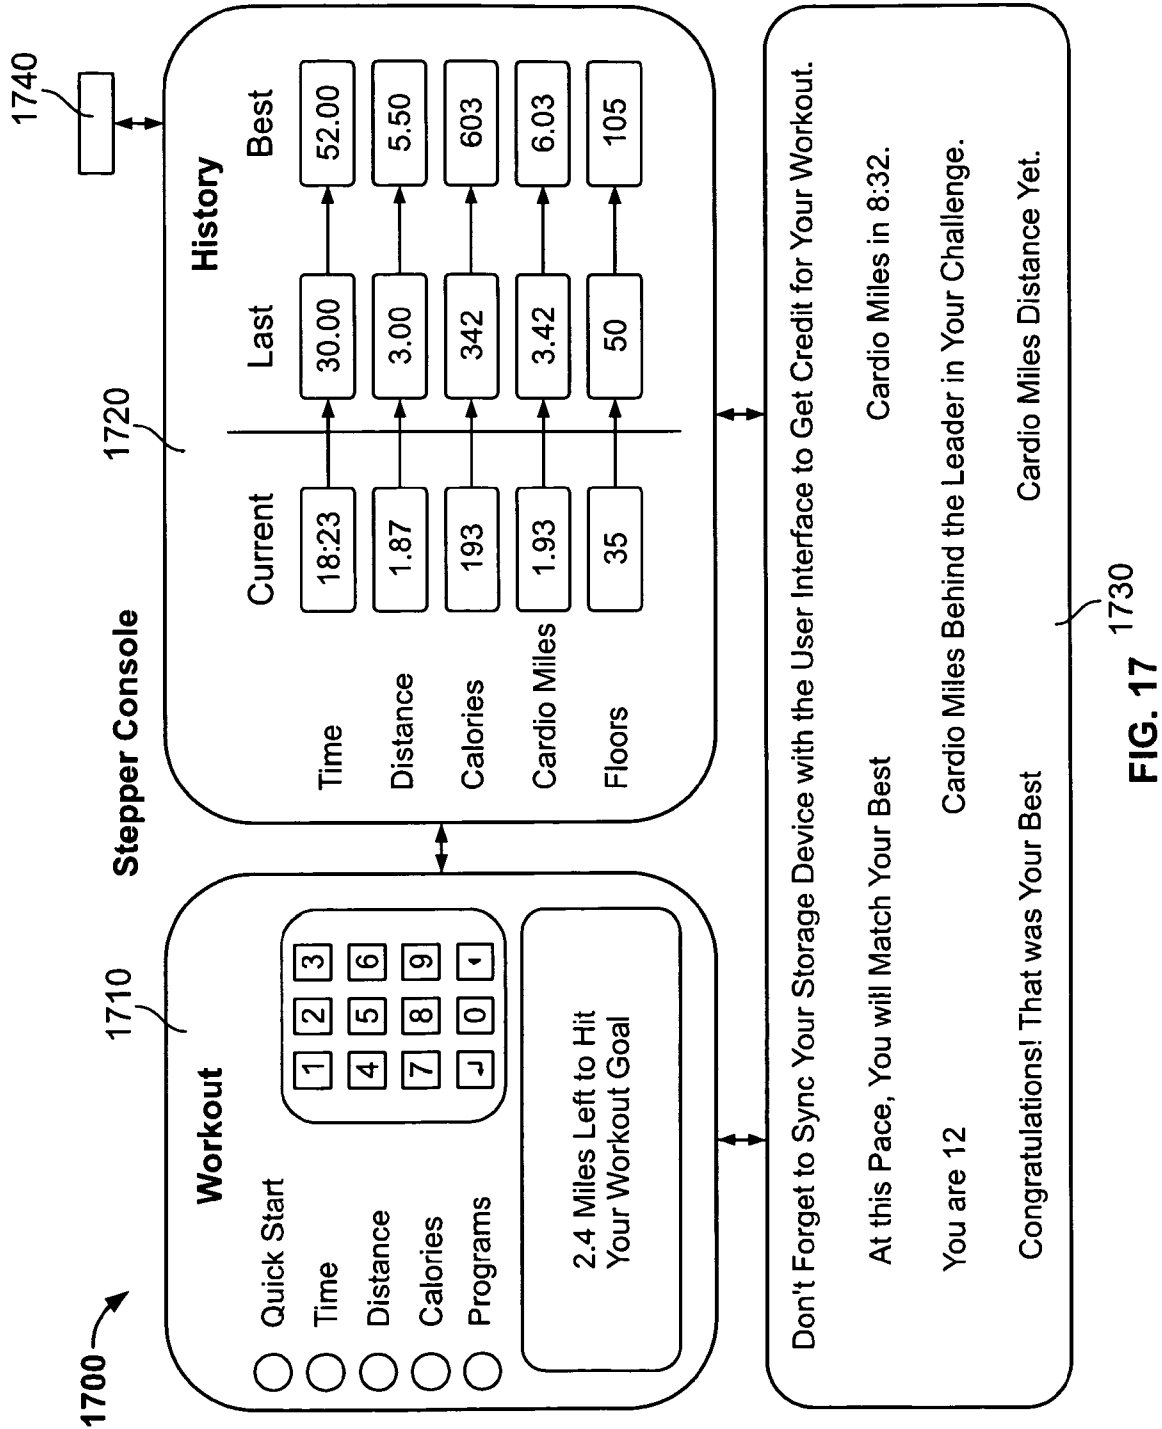 Stepper Console
1700
1710
Workout
Quick Start
Time
Distance
Calories
Programs
1 2 3
4 5 6
7 8 9
0
2.4 Miles Left to Hit
Your Workout Goal
1720
1740
History
Current Last Best
Time 18:23 30.00 52.00
Distance 1.87 3.00 5.50
Calories 193 342 603
Cardio Miles 1.93 3.42 6.03
Floors 35 50 105
Don't Forget to Sync Your Storage Device with the User Interface to Get Credit for Your Workout.
At this Pace, You will Match Your Best Cardio Miles in 8:32.
You are 12 Cardio Miles Behind the Leader in Your Challenge.
Congratulations! That was Your Best Cardio Miles Distance Yet.
1730
FIG. 17